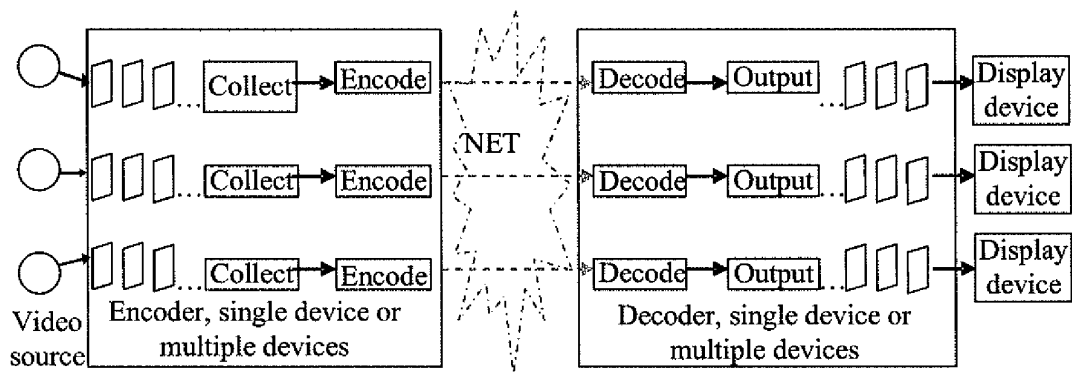 ... Collect Encode Decode Output ... Display
device
NET
... Collect Encode Decode Output ... Display
device
... Collect Encode Decode Output ... Display
device
Video
source
Encoder, single device or
multiple devices
Decoder, single device or
multiple devices